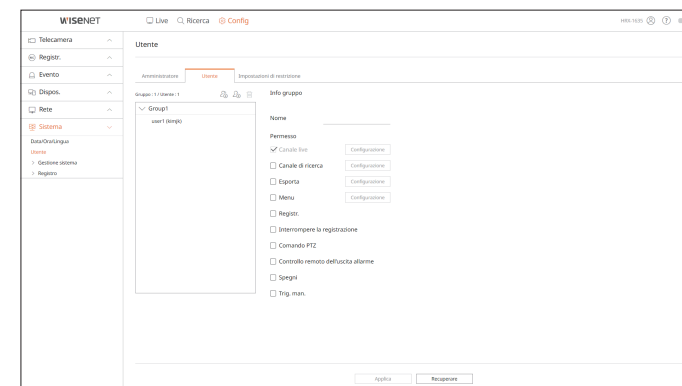 WISENET
Live Ricerca Config
HRX-1635
Telecamera
Registr.
Evento
Dispos.
Rete
Sistema
Data/Ora/Lingua
Utente
Gestione sistema
Registro
Utente
Amministratore Utente Impostazioni di restrizione
Gruppo : 1 / Utente : 1
Group1
user1 (kimjk)
Info gruppo
Nome
Permesso
Canale live Configurazione
Canale di ricerca Configurazione
Esporta Configurazione
Menu Configurazione
Registr.
Interrompere la registrazione
Comando PTZ
Controllo remoto dell'uscita allarme
Spegni
Trig. man.
Applica Recuperare